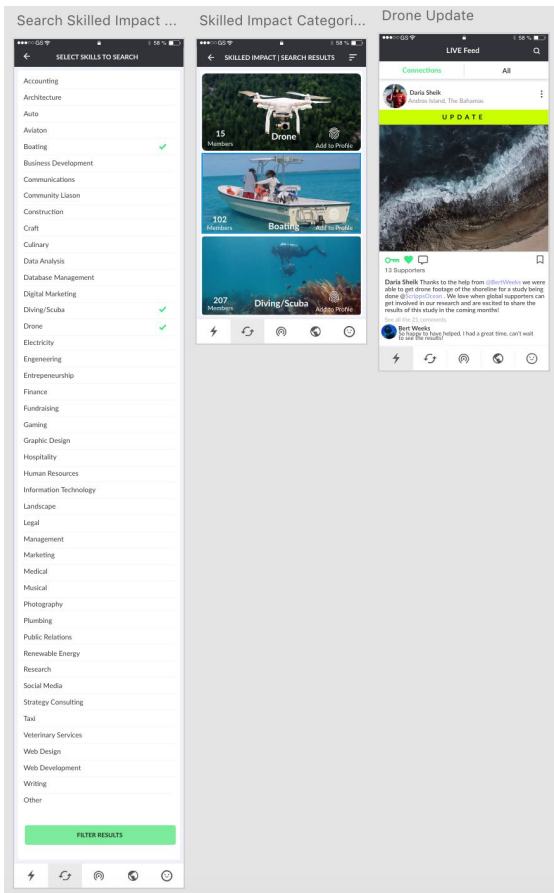 Search Skilled Impact ...
●●●○○ GS 58 %
SELECT SKILLS TO SEARCH
Accounting
Architecture
Auto
Aviaton
Boating
Business Development
Communications
Community Liason
Construction
Craft
Culinary
Data Analysis
Database Management
Digital Marketing
Diving/Scuba
Drone
Electricity
Engeneering
Entrepeneurship
Finance
Fundraising
Gaming
Graphic Design
Hospitality
Human Resources
Information Technology
Landscape
Legal
Management
Marketing
Medical
Musical
Photography
Plumbing
Public Relations
Renewable Energy
Research
Social Media
Strategy Consulting
Taxi
Veterinary Services
Web Design
Web Development
Writing
Other
FILTER RESULTS
Skilled Impact Categori...
●●●○○ GS 58 %
SKILLED IMPACT | SEARCH RESULTS
15
Members
Drone
Add to Profile
102
Members
Boating
Add to Profile
207
Members
Diving/Scuba
Add to Profile
Drone Update
●●●○○ GS 58 %
LIVE Feed
Connections All
Daria Sheik
Andros Island, The Bahamas
UPDATE
13 Supporters
Daria Sheik Thanks to the help from @BertWeeks we were
able to get drone footage of the shoreline for a study being
done @ScrippsOcean . We love when global supporters can
get involved in our research and are excited to share the
results of this study in the coming months!
See all the 21 comments
Bert Weeks
So happy to have helped, I had a great time, can't wait
to see the results!